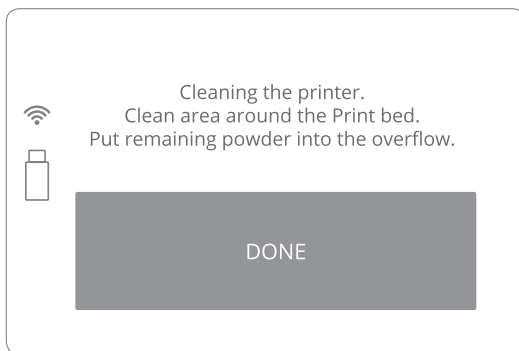 Cleaning the printer.
Clean area around the Print bed.
Put remaining powder into the overflow.
DONE